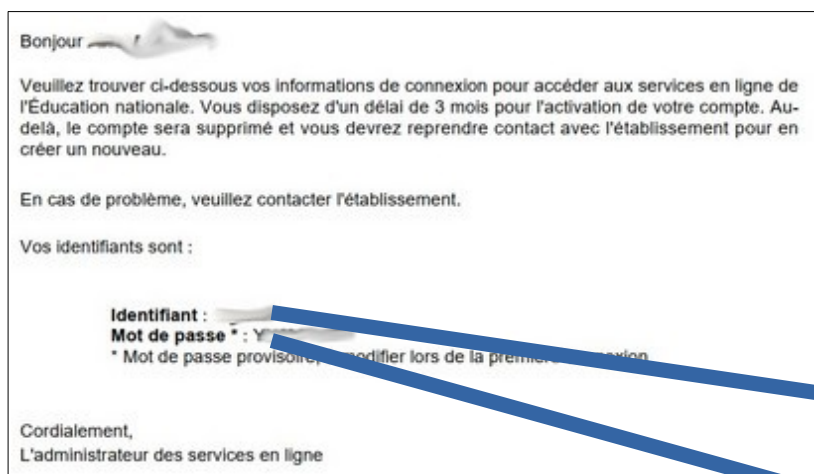 Bonjour
Veuillez trouver ci-dessous vos informations de connexion pour accéder aux services en ligne de
l'Éducation nationale. Vous disposez d'un délai de 3 mois pour l'activation de votre compte. Au-
delà, le compte sera supprimé et vous devrez reprendre contact avec l'établissement pour en
créer un nouveau.
En cas de problème, veuillez contacter l'établissement.
Vos identifiants sont :
Identifiant :
Mot de passe * : Y
* Mot de passe provisoire, modifier lors de la première connexion
Cordialement,
L'administrateur des services en ligne